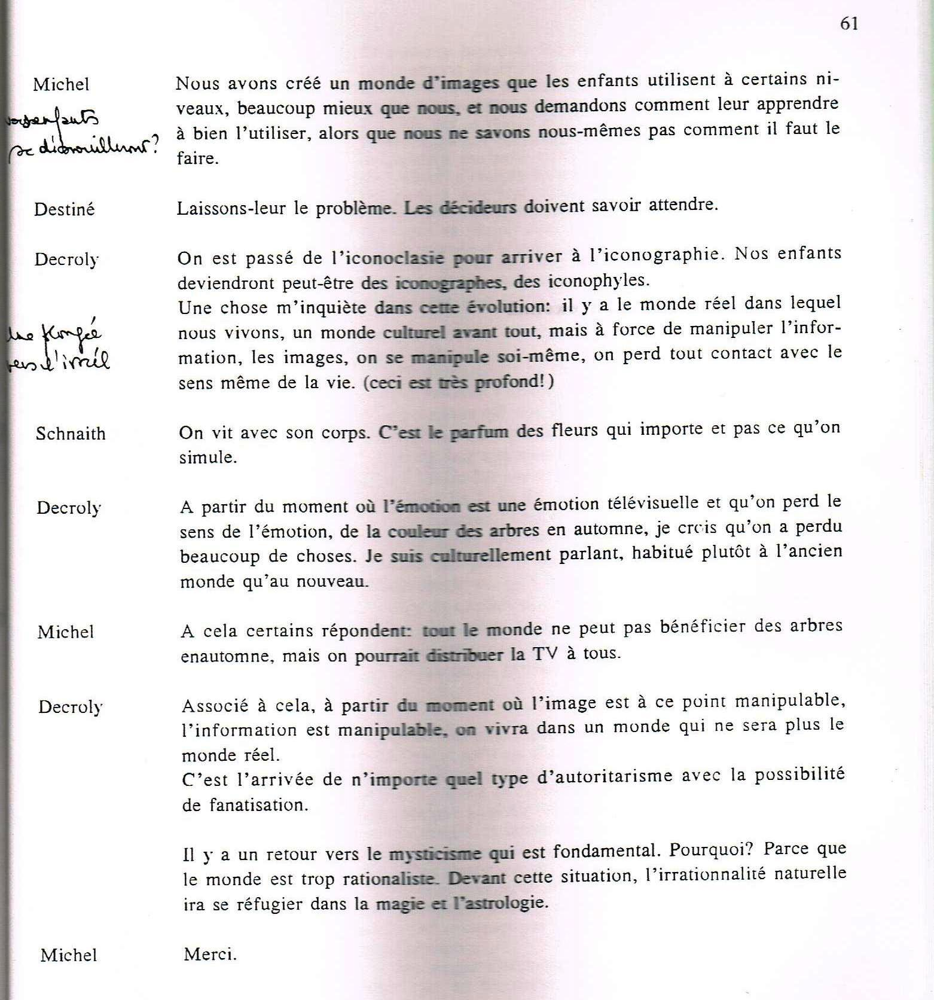 61
Michel Nous avons créé un monde d'images que les enfants utilisent à certains ni-
veaux, beaucoup mieux que nous, et nous demandons comment leur apprendre
à bien l'utiliser, alors que nous ne savons nous-mêmes pas comment il faut le
faire.
enfants
se débrouilleront?
Destiné Laissons-leur le problème. Les décideurs doivent savoir attendre.
Decroly On est passé de l'iconoclasie pour arriver à l'iconographie. Nos enfants
deviendront peut-être des iconographes, des iconophyles.
Une chose m'inquiète dans cette évolution: il y a le monde réel dans lequel
nous vivons, un monde culturel avant tout, mais à force de manipuler l'infor-
mation, les images, on se manipule soi-même, on perd tout contact avec le
sens même de la vie. (ceci est très profond!)
Une plongée
vers l'irréel
Schnaith On vit avec son corps. C'est le parfum des fleurs qui importe et pas ce qu'on
simule.
Decroly A partir du moment où l'émotion est une émotion télévisuelle et qu'on perd le
sens de l'émotion, de la couleur des arbres en automne, je crois qu'on a perdu
beaucoup de choses. Je suis culturellement parlant, habitué plutôt à l'ancien
monde qu'au nouveau.
Michel A cela certains répondent: tout le monde ne peut pas bénéficier des arbres
enautomne, mais on pourrait distribuer la TV à tous.
Decroly Associé à cela, à partir du moment où l'image est à ce point manipulable,
l'information est manipulable, on vivra dans un monde qui ne sera plus le
monde réel.
C'est l'arrivée de n'importe quel type d'autoritarisme avec la possibilité
de fanatisation.
Il y a un retour vers le mysticisme qui est fondamental. Pourquoi? Parce que
le monde est trop rationaliste. Devant cette situation, l'irrationnalité naturelle
ira se réfugier dans la magie et l'astrologie.
Michel Merci.